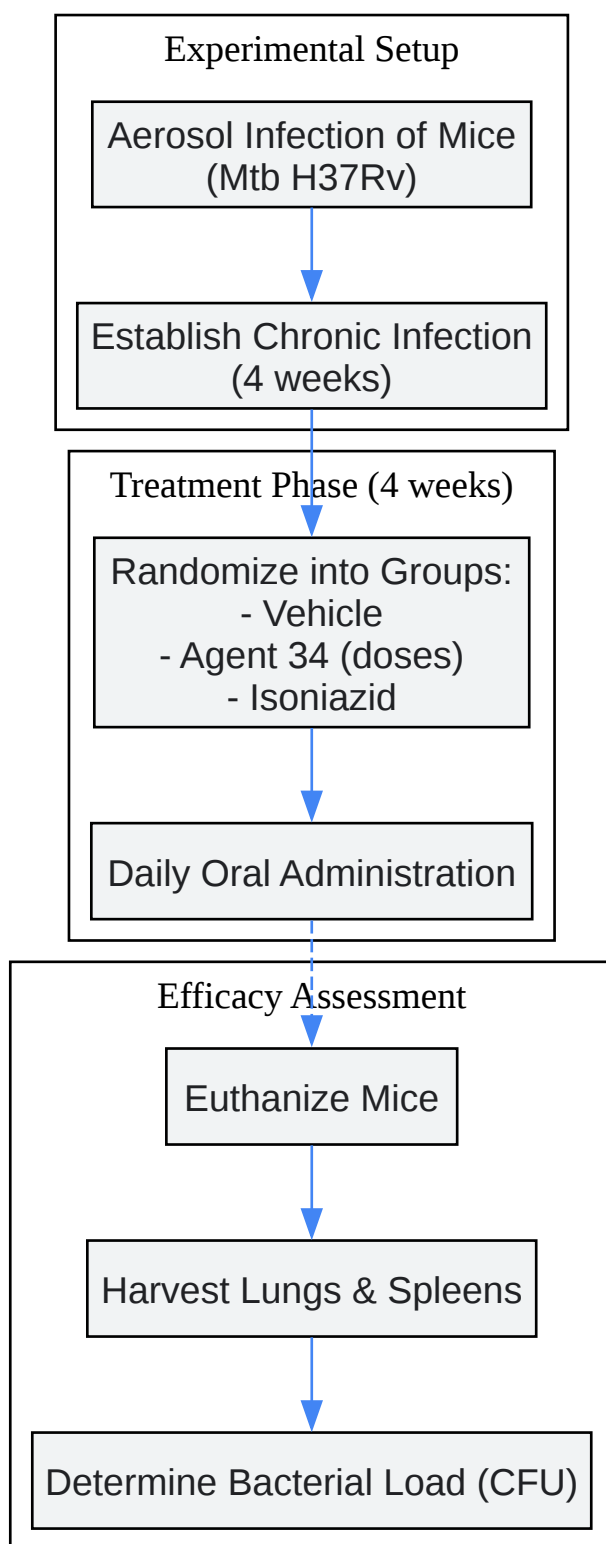 Experimental Setup
Aerosol Infection of Mice
(Mtb H37Rv)
Establish Chronic Infection
(4 weeks)
Treatment Phase (4 weeks)
Randomize into Groups:
- Vehicle
- Agent 34 (doses)
- Isoniazid
Daily Oral Administration
Efficacy Assessment
Euthanize Mice
Harvest Lungs & Spleens
Determine Bacterial Load (CFU)